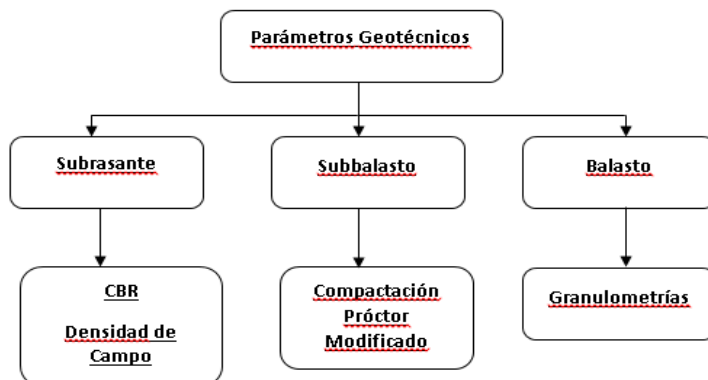 Parámetros Geotécnicos
Subrasante
Subbalasto
Balasto
CBR
Densidad de
Campo
Compactación
Próctor
Modificado
Granulometrías